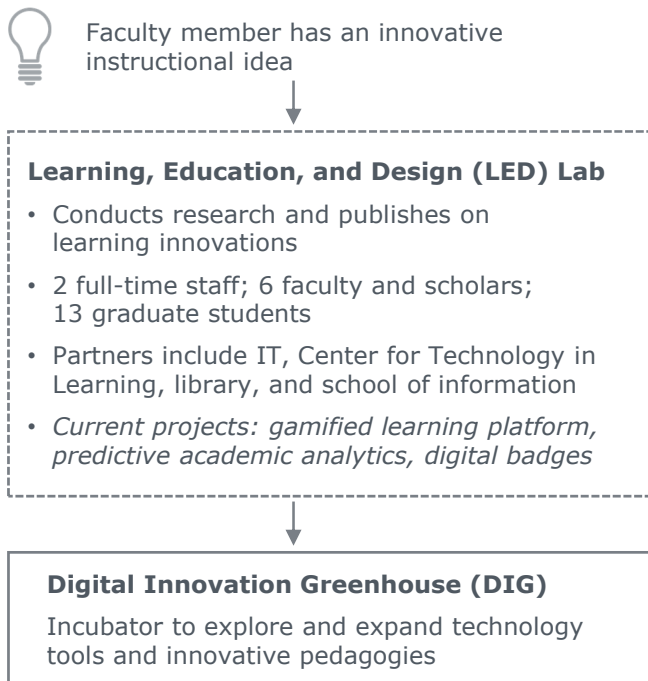 Faculty member has an innovative
instructional idea
Learning, Education, and Design (LED) Lab
• Conducts research and publishes on
learning innovations
• 2 full-time staff; 6 faculty and scholars;
13 graduate students
• Partners include IT, Center for Technology in
Learning, library, and school of information
• Current projects: gamified learning platform,
predictive academic analytics, digital badges
Digital Innovation Greenhouse (DIG)
Incubator to explore and expand technology
tools and innovative pedagogies